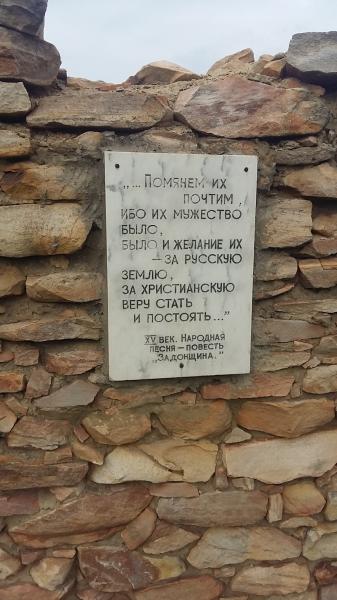 „... Помянем их
почтим,
ибо их мужество
было,
было и желание их
— за русскую
землю,
за христианскую
веру стать
и постоять..."
XV век. Народная
песня – повесть
„Задонщина."